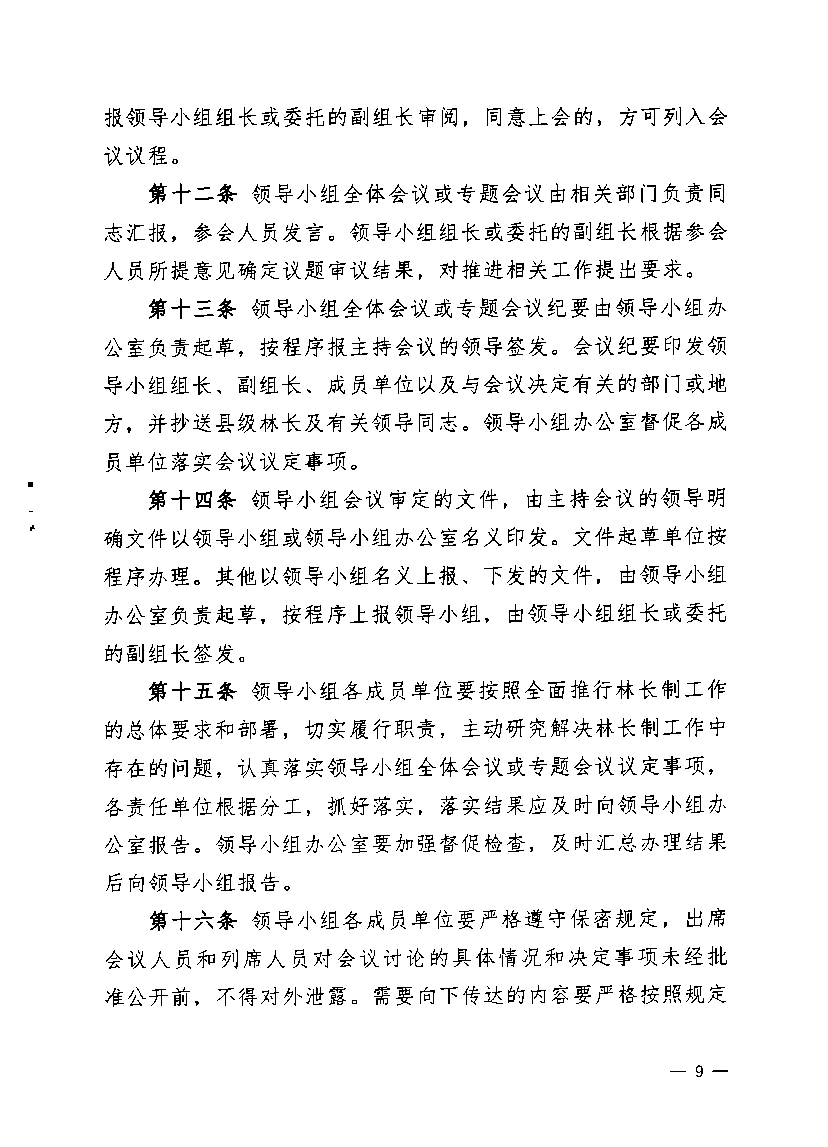 报领导小组组长或委托的副组长审阅，同意上会的，方可列入会
议议程。
第十二条 领导小组全体会议或专题会议由相关部门负责同
志汇报，参会人员发言。领导小组组长或委托的副组长根据参会
人员所提意见确定议题审议结果，对推进相关工作提出要求。
第十三条 领导小组全体会议或专题会议纪要由领导小组办
公室负责起草，按程序报主持会议的领导签发。会议纪要印发领
导小组组长、副组长、成员单位以及与会议决定有关的部门或地
方，并抄送县级林长及有关领导同志。领导小组办公室督促各成
员单位落实会议议定事项。
第十四条 领导小组会议审定的文件，由主持会议的领导明
确文件以领导小组或领导小组办公室名义印发。文件起草单位按
程序办理。其他以领导小组名义上报、下发的文件，由领导小组
办公室负责起草，按程序上报领导小组，由领导小组组长或委托
的副组长签发。
第十五条 领导小组各成员单位要按照全面推行林长制工作
的总体要求和部署，切实履行职责，主动研究解决林长制工作中
存在的问题，认真落实领导小组全体会议或专题会议议定事项，
各责任单位根据分工，抓好落实，落实结果应及时向领导小组办
公室报告。领导小组办公室要加强督促检查，及时汇总办理结果
后向领导小组报告。
第十六条 领导小组各成员单位要严格遵守保密规定，出席
会议人员和列席人员对会议讨论的具体情况和决定事项未经批
准公开前，不得对外泄露。需要向下传达的内容要严格按照规定
— 9 —